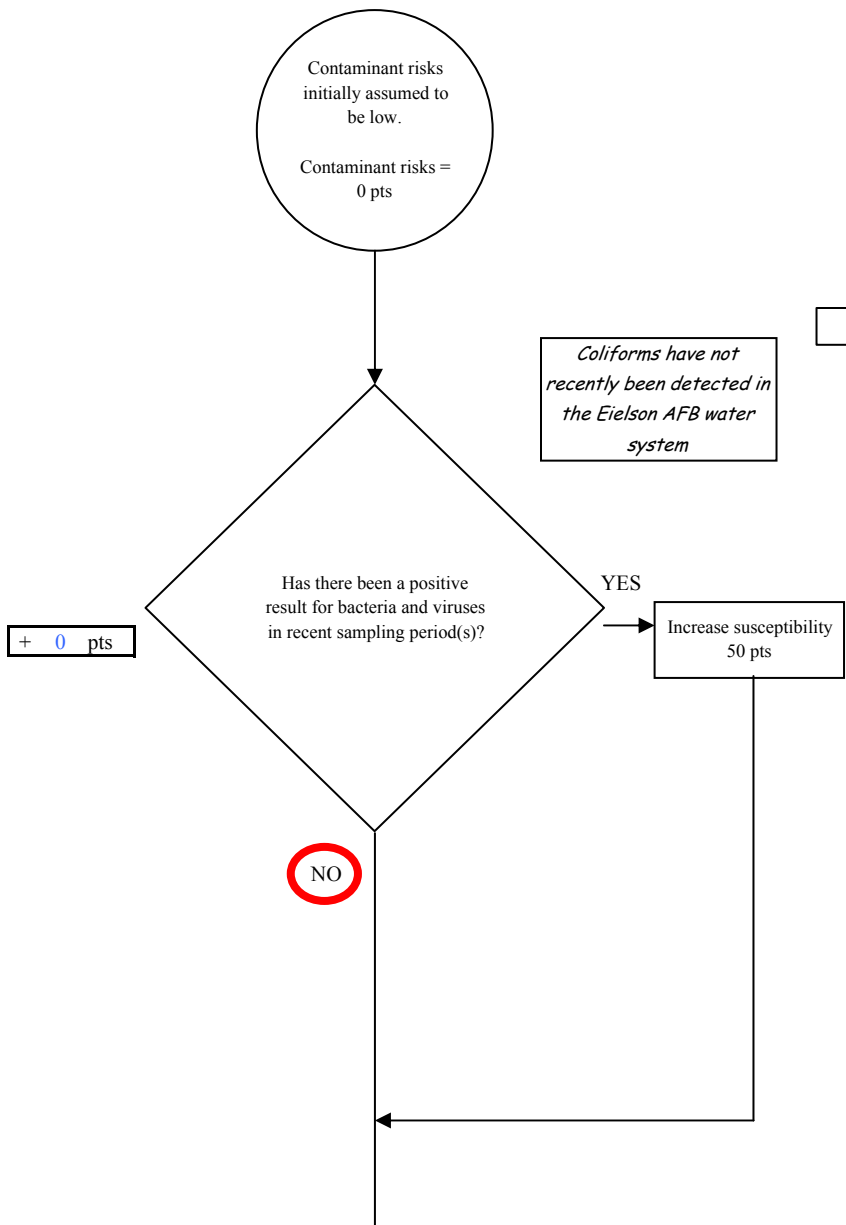 Contaminant risks
initially assumed to
be low.
Contaminant risks =
0 pts
Coliforms have not
recently been detected in
the Eielson AFB water
system
Has there been a positive
result for bacteria and viruses
in recent sampling period(s)?
YES
+ 0 pts
Increase susceptibility
50 pts
NO